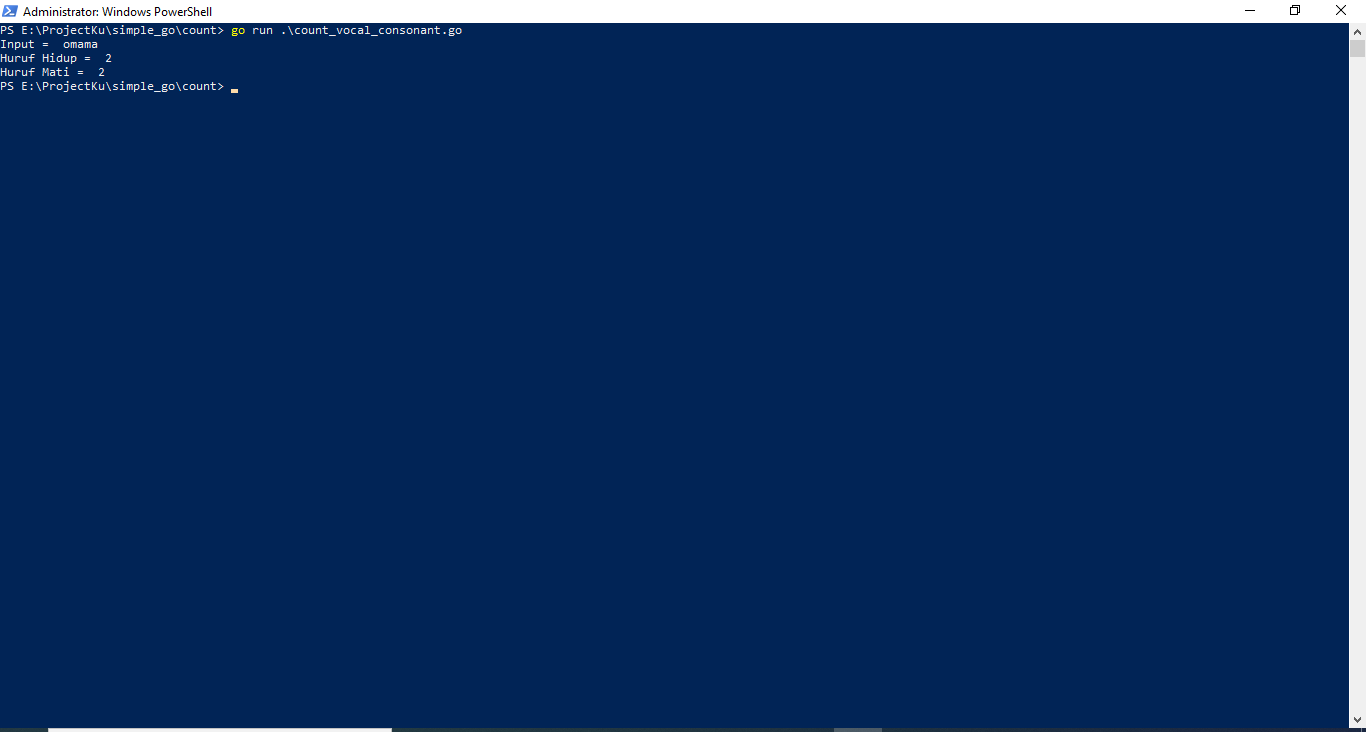 Administrator: Windows PowerShell
PS E:\ProjectKu\simple_go\count> go run .\count_vocal_consonant.go
Input =  omama
Huruf Hidup =  2
Huruf Mati =  2
PS E:\ProjectKu\simple_go\count>